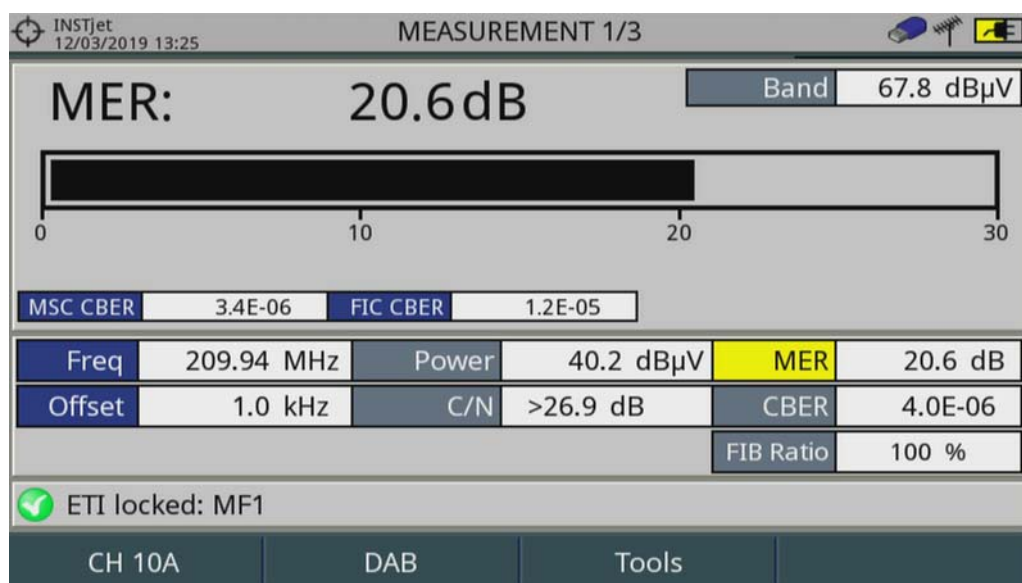 INSTjet
12/03/2019 13:25
MEASUREMENT 1/3
MER: 20.6 dB
Band 67.8 dBµV
0 10 20 30
MSC CBER 3.4E-06 FIC CBER 1.2E-05
Freq 209.94 MHz Power 40.2 dBµV MER 20.6 dB
Offset 1.0 kHz C/N >26.9 dB CBER 4.0E-06
FIB Ratio 100 %
ETI locked: MF1
CH 10A DAB Tools